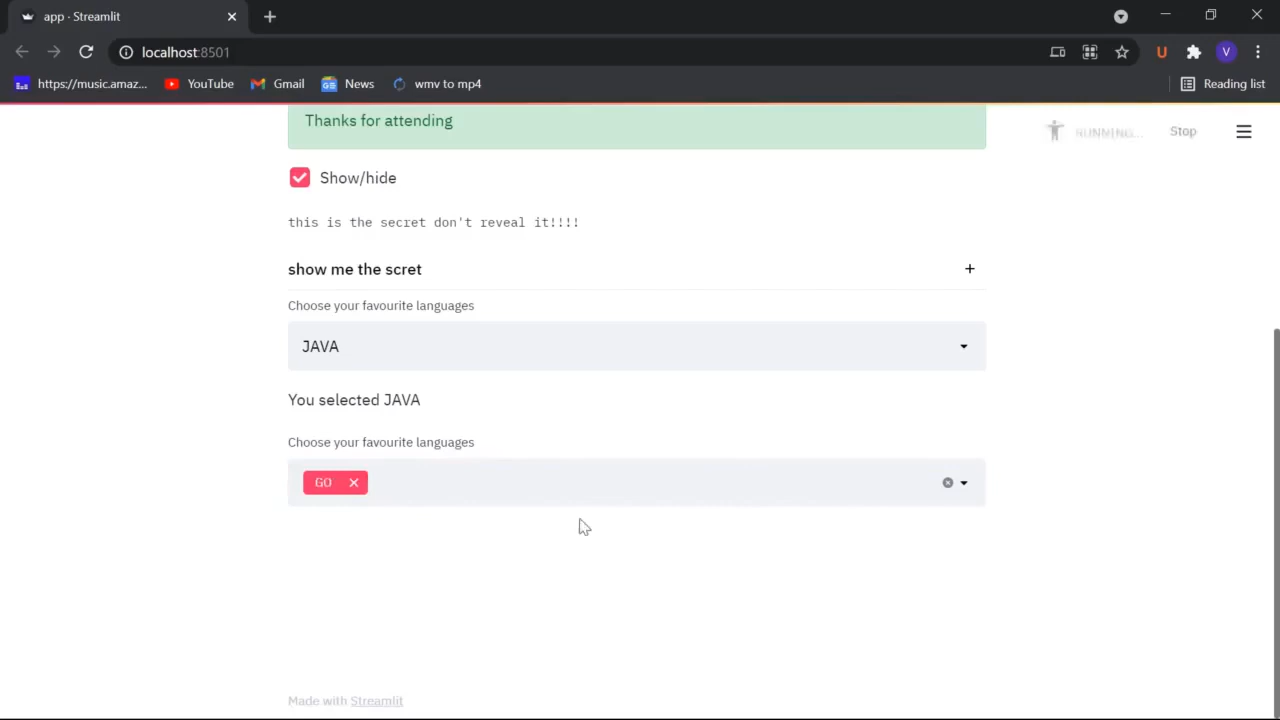 app · Streamlit
localhost:8501
U
V
https://music.amaz...
YouTube
Gmail
News
wmv to mp4
Reading list
Thanks for attending
RUNNING...
Stop
Show/hide
this is the secret don't reveal it!!!!
show me the scret
Choose your favourite languages
JAVA
You selected JAVA
Choose your favourite languages
GO
Made with Streamlit